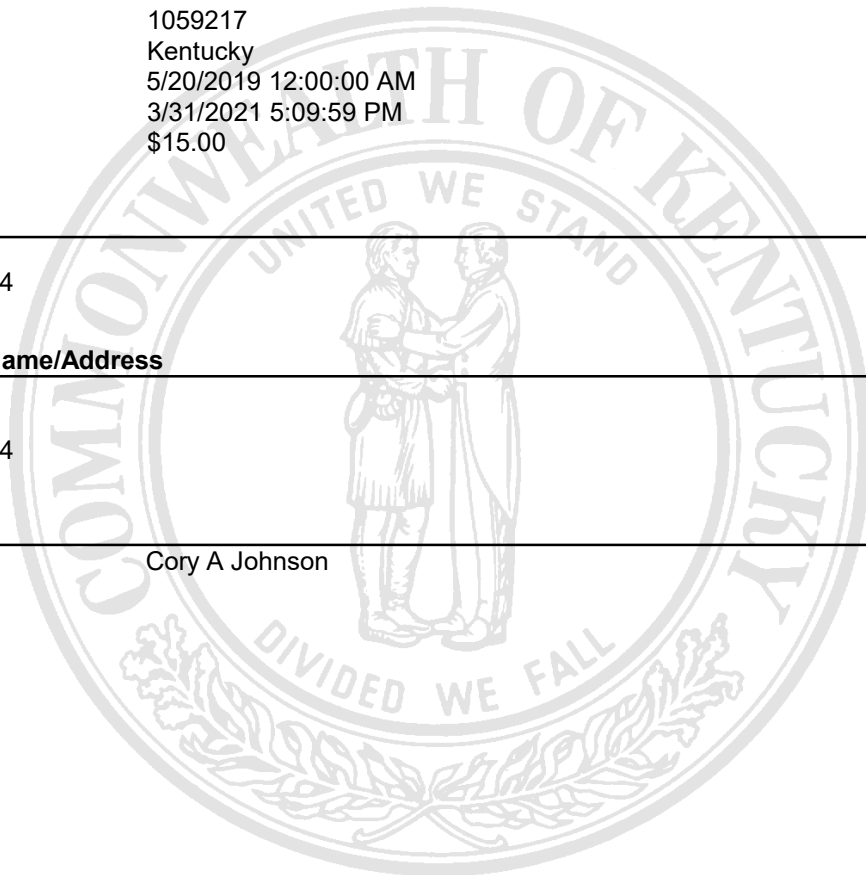 1059217
Kentucky
5/20/2019 12:00:00 AM
3/31/2021 5:09:59 PM
$15.00
4
ame/Address
4
Cory A Johnson
COMMONWEALTH OF KENTUCKY
UNITED WE STAND
DIVIDED WE FALL